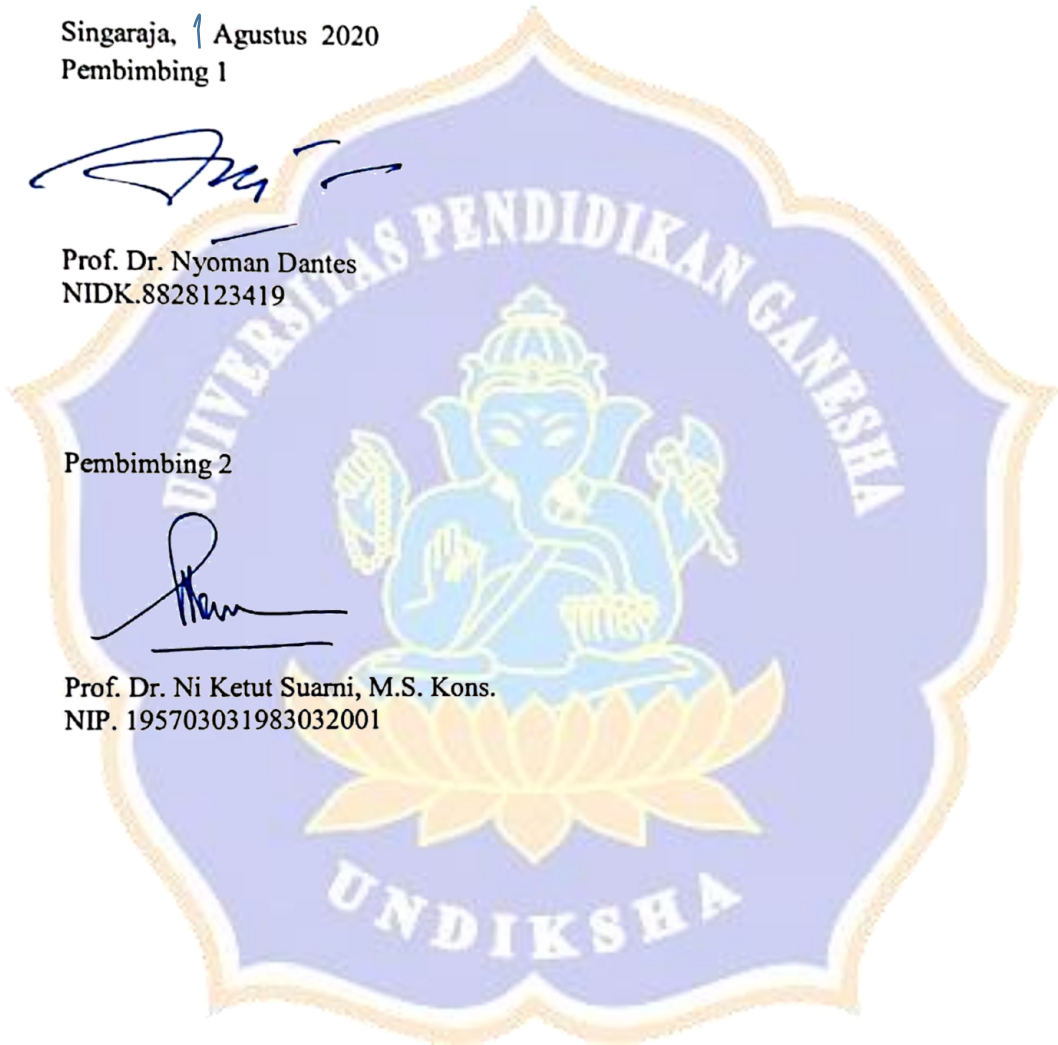 Singaraja, 1 Agustus 2020
Pembimbing 1
Prof. Dr. Nyoman Dantes
NIDK.8828123419
Pembimbing 2
Prof. Dr. Ni Ketut Suarni, M.S. Kons.
NIP. 195703031983032001
UNIVERSITAS PENDIDIKAN GANESHA
UNDIKSHA